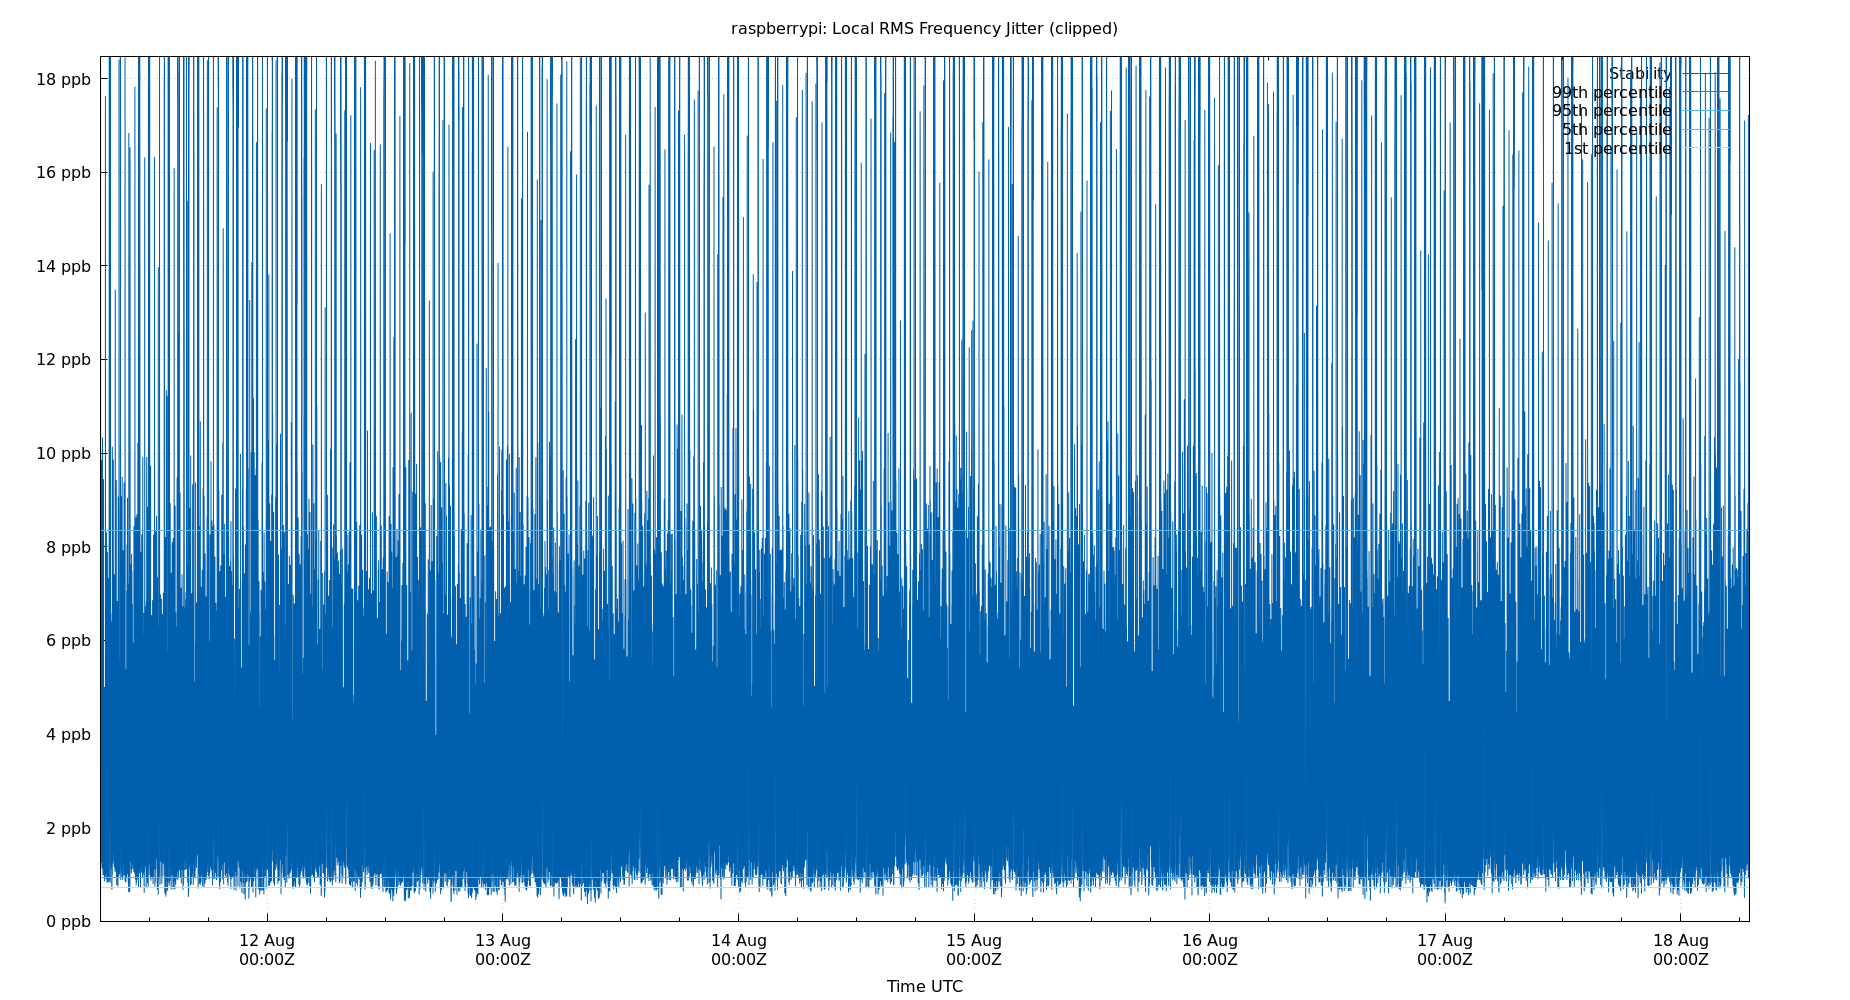 raspberrypi: Local RMS Frequency Jitter (clipped)
18 ppb
16 ppb
14 ppb
12 ppb
10 ppb
8 ppb
6 ppb
4 ppb
2 ppb
0 ppb
Stability
99th percentile
95th percentile
5th percentile
1st percentile
12 Aug 13 Aug 14 Aug 15 Aug 16 Aug 17 Aug 18 Aug
00:00Z 00:00Z 00:00Z 00:00Z 00:00Z 00:00Z 00:00Z
Time UTC